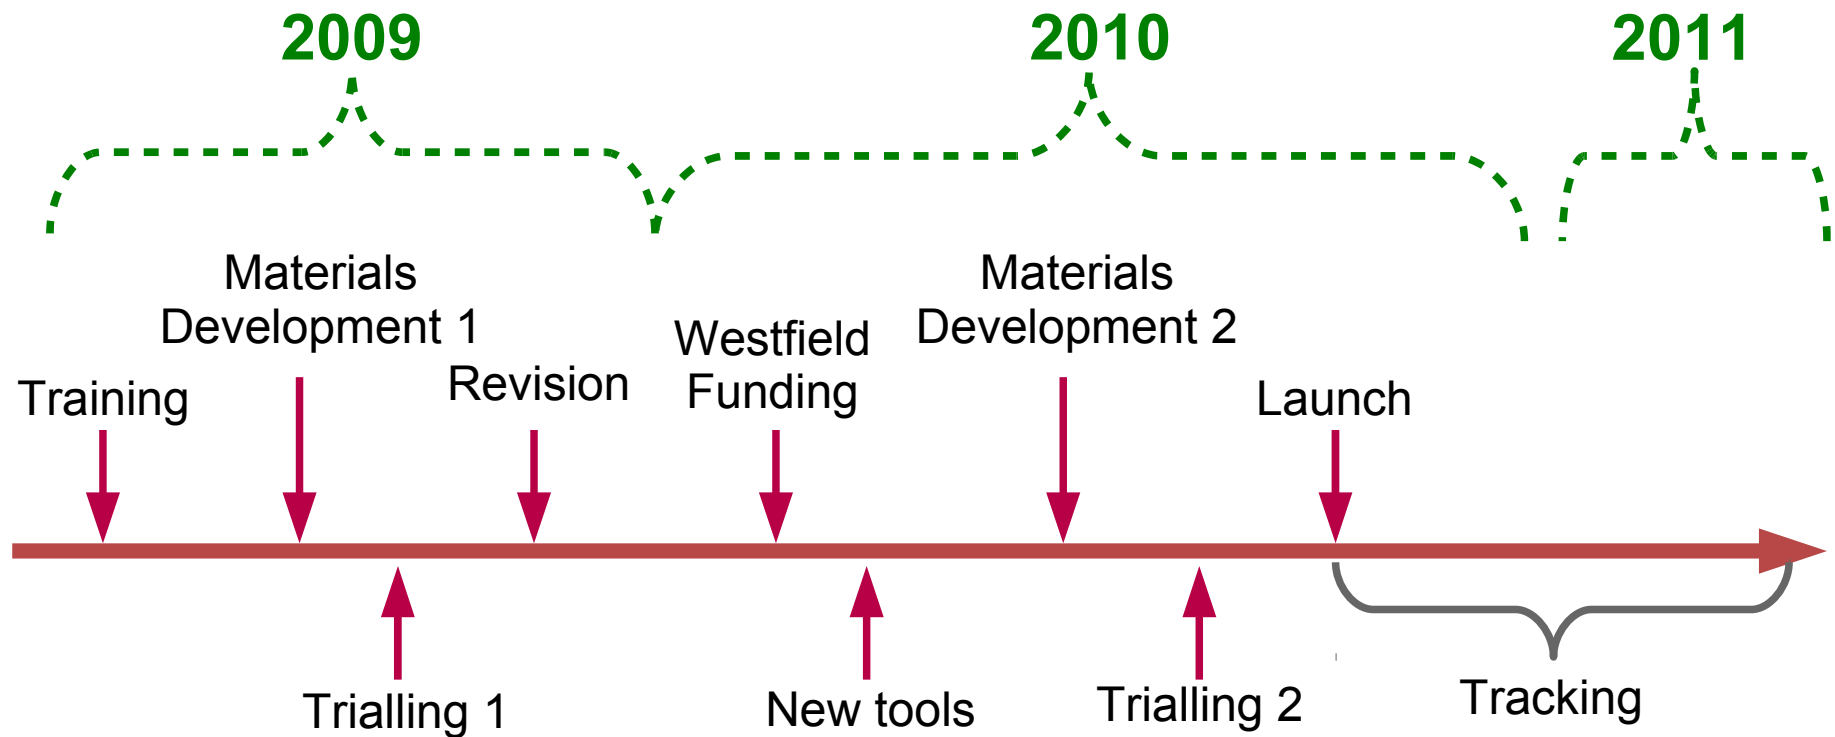 2009
2010
2011
Materials
Development 1
Materials
Development 2
Westfield
Funding
Training
Revision
Launch
Trialling 1
New tools
Trialling 2
Tracking